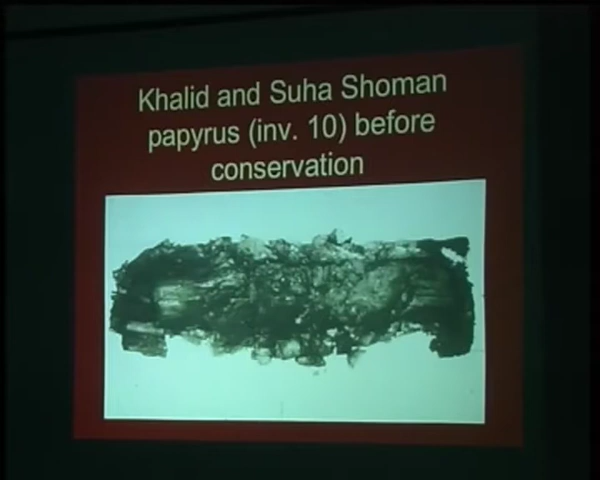 Khalid and Suha Shoman
papyrus (inv. 10) before
conservation